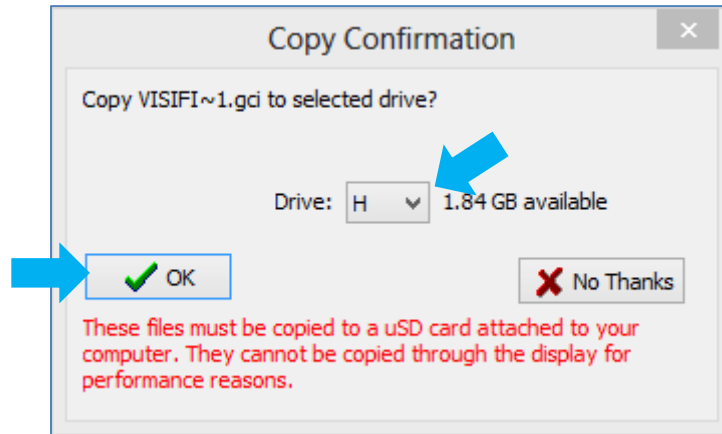 Copy Confirmation
Copy VISIFI~1.gci to selected drive?
Drive: H 1.84 GB available
OK No Thanks
These files must be copied to a uSD card attached to your
computer. They cannot be copied through the display for
performance reasons.